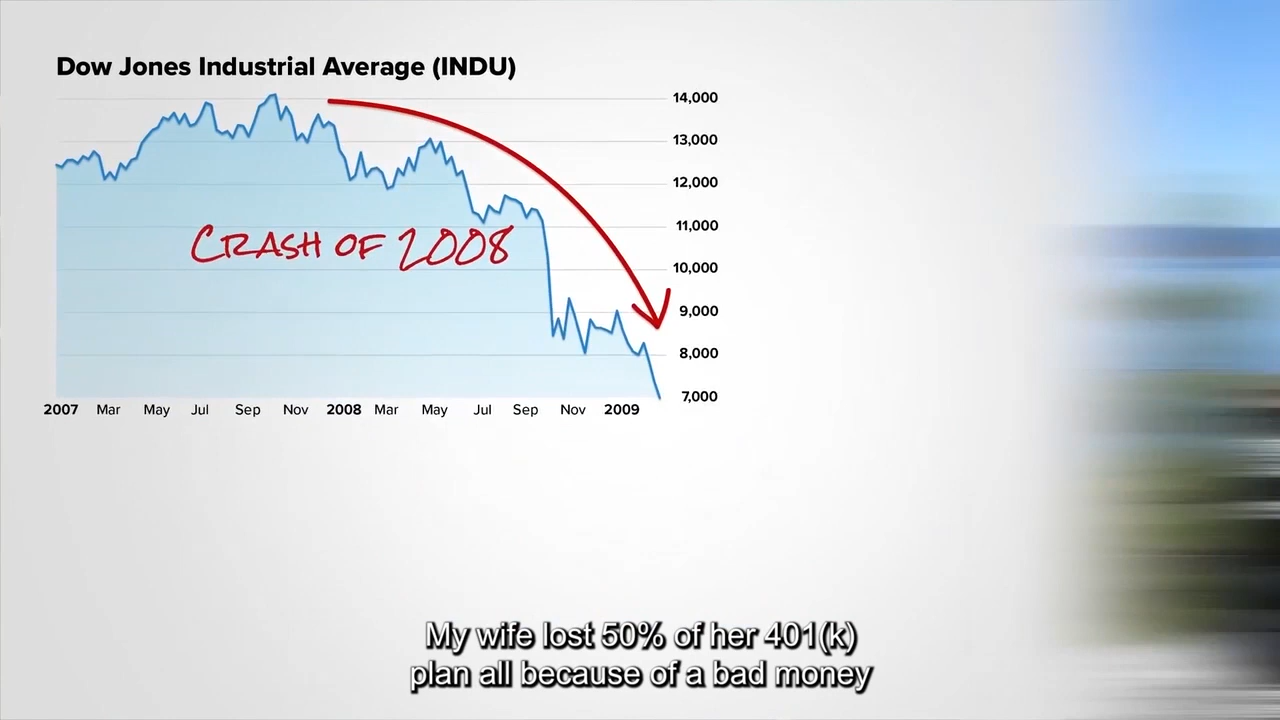 Dow Jones Industrial Average (INDU)
14,000
13,000
12,000
11,000
CRASH OF 2008
10,000
9,000
8,000
7,000
2007 Mar May Jul Sep Nov 2008 Mar May Jul Sep Nov 2009
My wife lost 50% of her 401(k)
plan all because of a bad money